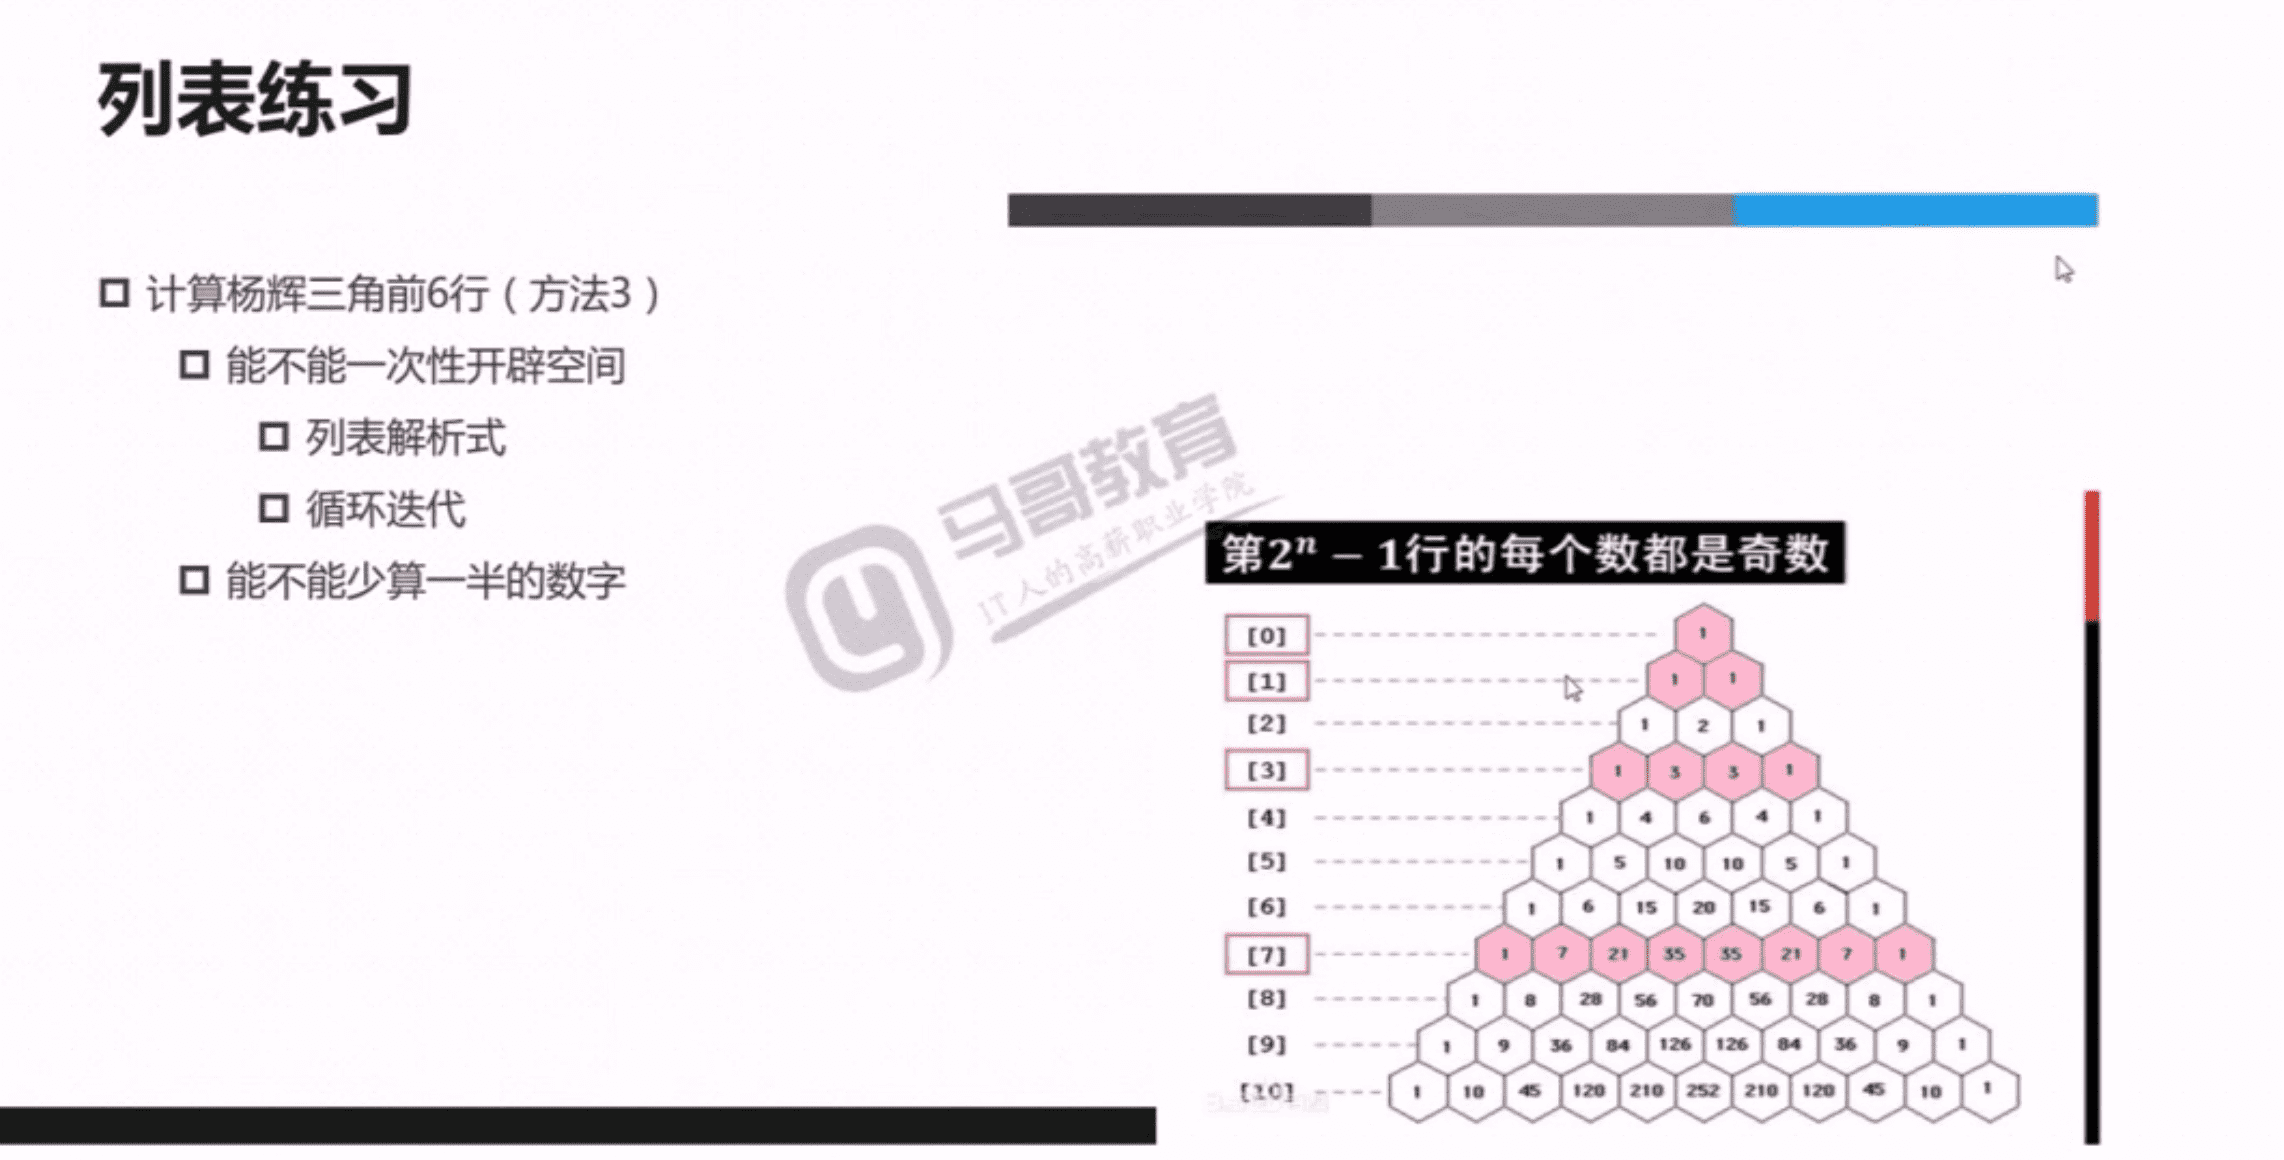 列表练习
计算杨辉三角前6行（方法3）
能不能一次性开辟空间
列表解析式
循环迭代
能不能少算一半的数字
马哥教育
IT人的高薪职业学院
第2ⁿ − 1行的每个数都是奇数
[0] 1
[1] 1 1
[2] 1 2 1
[3] 1 3 3 1
[4] 1 4 6 4 1
[5] 1 5 10 10 5 1
[6] 1 6 15 20 15 6 1
[7] 1 7 21 35 35 21 7 1
[8] 1 8 28 56 70 56 28 8 1
[9] 1 9 36 84 126 126 84 36 9 1
[10] 1 10 45 120 210 252 210 120 45 10 1